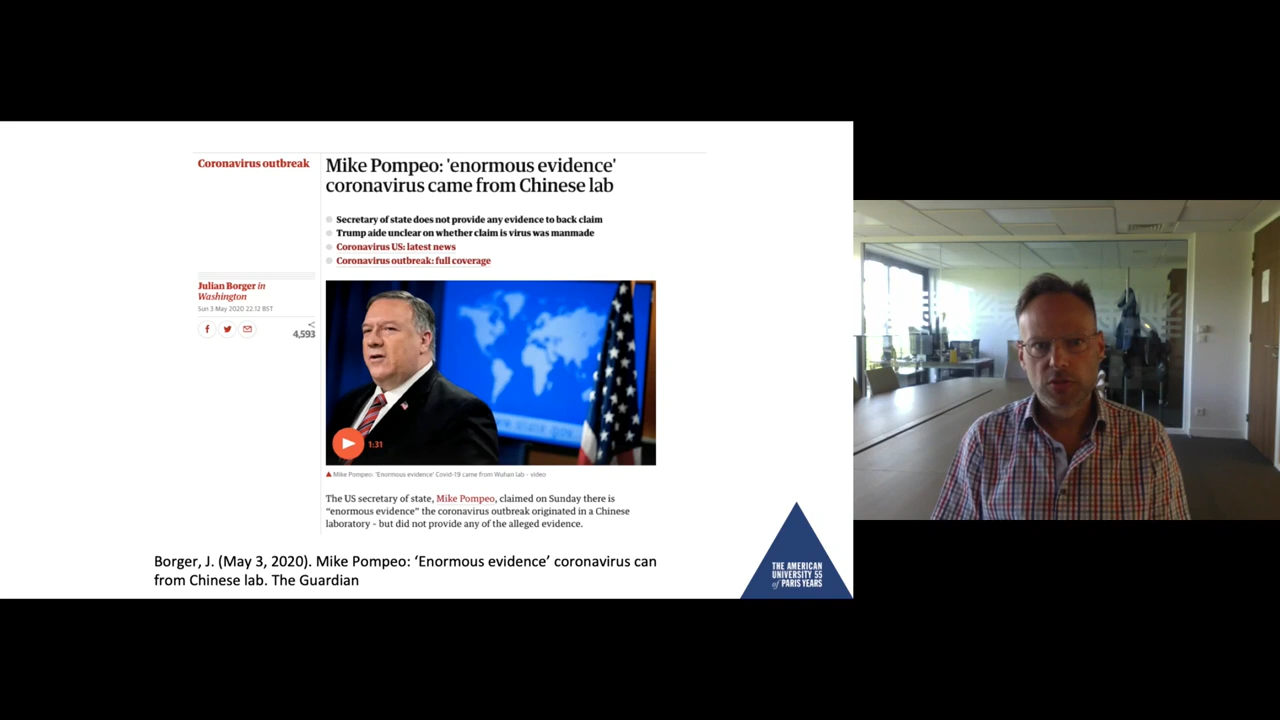 Coronavirus outbreak
Mike Pompeo: 'enormous evidence'
coronavirus came from Chinese lab
Secretary of state does not provide any evidence to back claim
Trump aide unclear on whether claim is virus was manmade
Coronavirus US: latest news
Coronavirus outbreak: full coverage
Julian Borger in
Washington
Sun 3 May 2020 22.12 BST
4,593
1:31
Mike Pompeo: 'Enormous evidence' Covid-19 came from Wuhan lab - video
The US secretary of state, Mike Pompeo, claimed on Sunday there is
“enormous evidence” the coronavirus outbreak originated in a Chinese
laboratory – but did not provide any of the alleged evidence.
Borger, J. (May 3, 2020). Mike Pompeo: ‘Enormous evidence’ coronavirus can
from Chinese lab. The Guardian
THE AMERICAN
UNIVERSITY 55
of PARIS YEARS